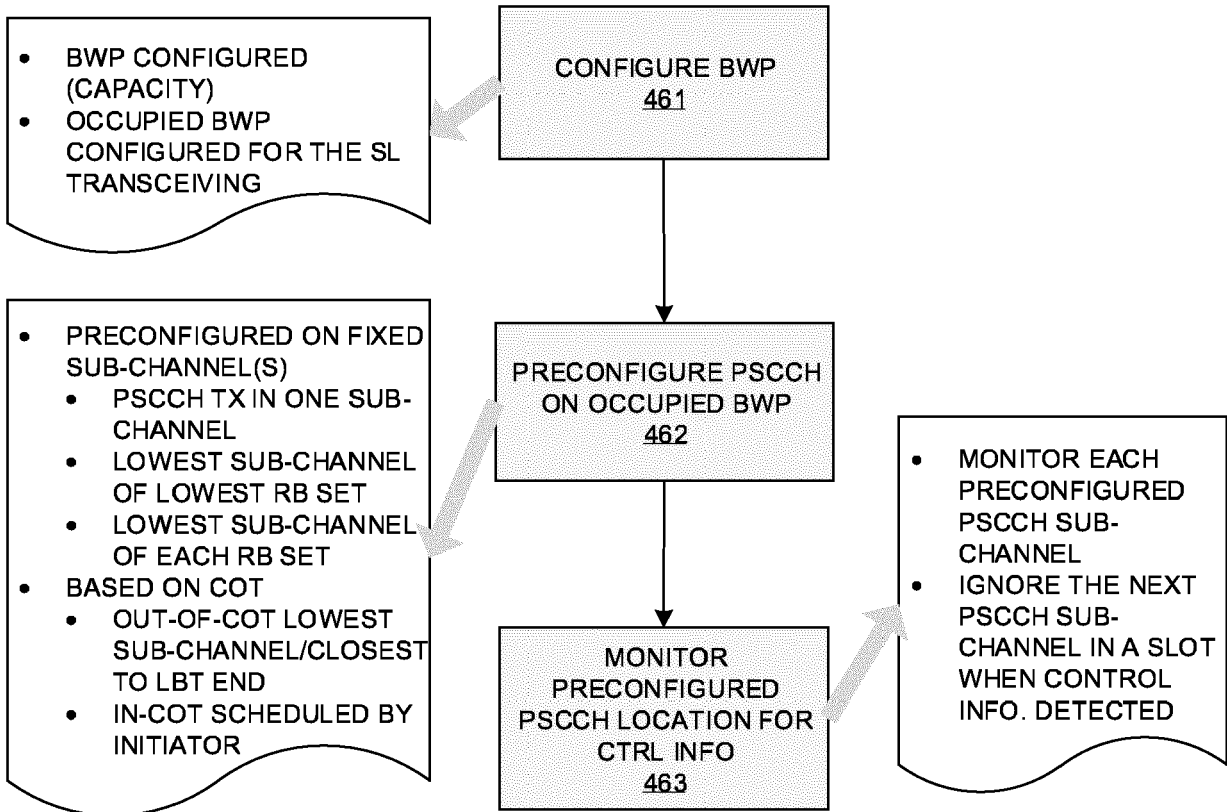 • BWP CONFIGURED
(CAPACITY)
• OCCUPIED BWP
CONFIGURED FOR THE SL
TRANSCEIVING
CONFIGURE BWP
461
• PRECONFIGURED ON FIXED
SUB-CHANNEL(S)
• PSCCH TX IN ONE SUB-
CHANNEL
• LOWEST SUB-CHANNEL
OF LOWEST RB SET
• LOWEST SUB-CHANNEL
OF EACH RB SET
• BASED ON COT
• OUT-OF-COT LOWEST
SUB-CHANNEL/CLOSEST
TO LBT END
• IN-COT SCHEDULED BY
INITIATOR
PRECONFIGURE PSCCH
ON OCCUPIED BWP
462
MONITOR
PRECONFIGURED
PSCCH LOCATION FOR
CTRL INFO
463
• MONITOR EACH
PRECONFIGURED
PSCCH SUB-
CHANNEL
• IGNORE THE NEXT
PSCCH SUB-
CHANNEL IN A SLOT
WHEN CONTROL
INFO. DETECTED